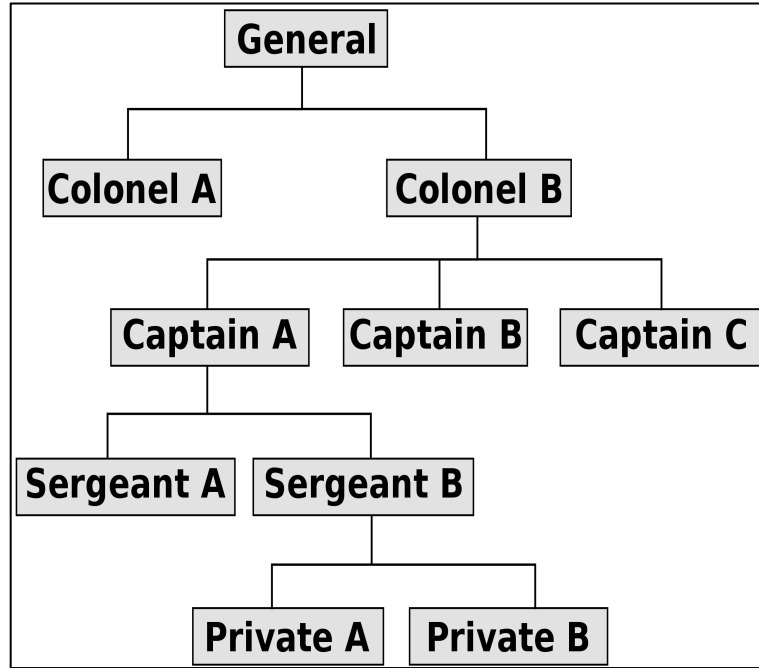 General
Colonel A
Colonel B
Captain A
Captain B
Captain C
Sergeant A
Sergeant B
Private A
Private B